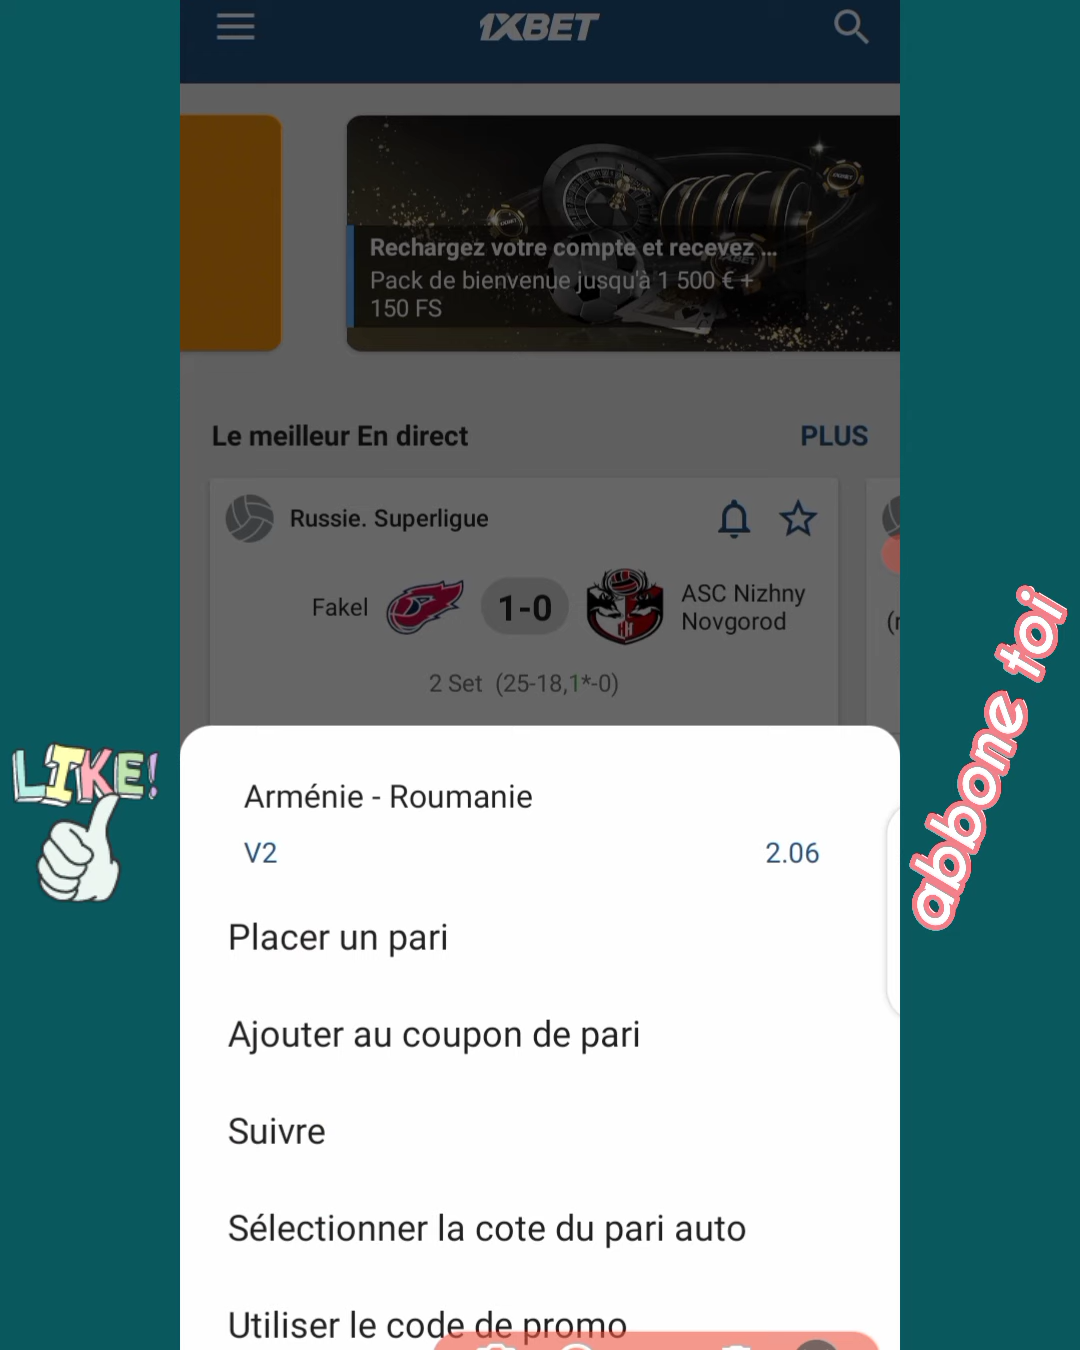 1XBET
Rechargez votre compte et recevez ...
Pack de bienvenue jusqu'à 1 500 € +
150 FS
Le meilleur En direct
PLUS
Russie. Superligue
Fakel
1-0
ASC Nizhny
Novgorod
2 Set (25-18,1*-0)
LIKE!
abbone toi
Arménie - Roumanie
V2
2.06
Placer un pari
Ajouter au coupon de pari
Suivre
Sélectionner la cote du pari auto
Utiliser le code de promo